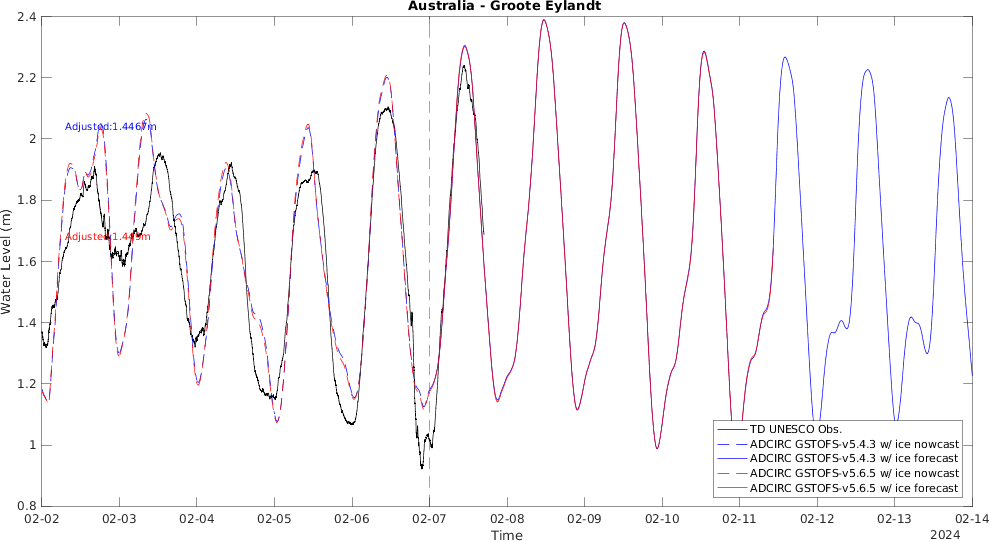 Australia - Groote Eylandt
Water Level (m)
2.4
2.2
2
1.8
1.6
1.4
1.2
1
0.8
Adjusted:1.4467m
Adjusted:1.445m
TD UNESCO Obs.
ADCIRC GSTOFS-v5.4.3 w/ ice nowcast
ADCIRC GSTOFS-v5.4.3 w/ ice forecast
ADCIRC GSTOFS-v5.6.5 w/ ice nowcast
ADCIRC GSTOFS-v5.6.5 w/ ice forecast
02-02 02-03 02-04 02-05 02-06 02-07 02-08 02-09 02-10 02-11 02-12 02-13 02-14
Time
2024